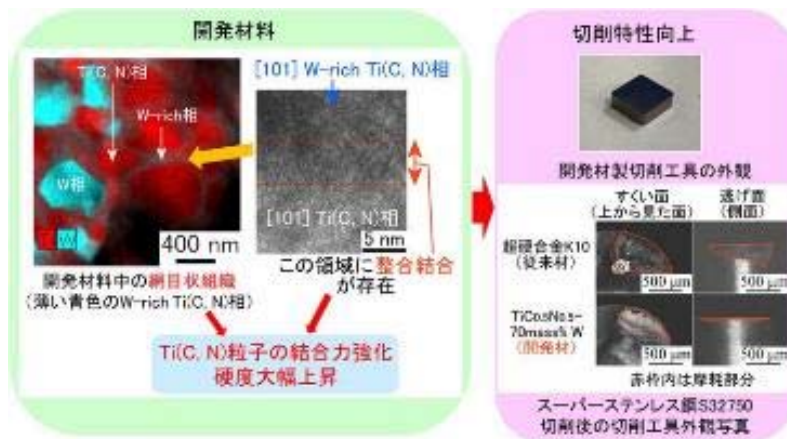 開発材料
Ti(C, N)相
W-rich相
W相
W
400 nm
開発材料中の網目状組織
(薄い青色のW-rich Ti(C, N)相)
[101] W-rich Ti(C, N)相
[101] Ti(C, N)相
5 nm
この領域に整合結合
が存在
Ti(C, N)粒子の結合力強化
硬度大幅上昇
切削特性向上
開発材製切削工具の外観
すくい面
(上から見た面)
逃げ面
(側面)
超硬合金K10
(従来材)
500 μm
500 μm
TiC0.5N0.5-
70mass% W
(開発材)
500 μm
500 μm
赤枠内は摩耗部分
スーパーステンレス鋼S32750
切削後の切削工具外観写真